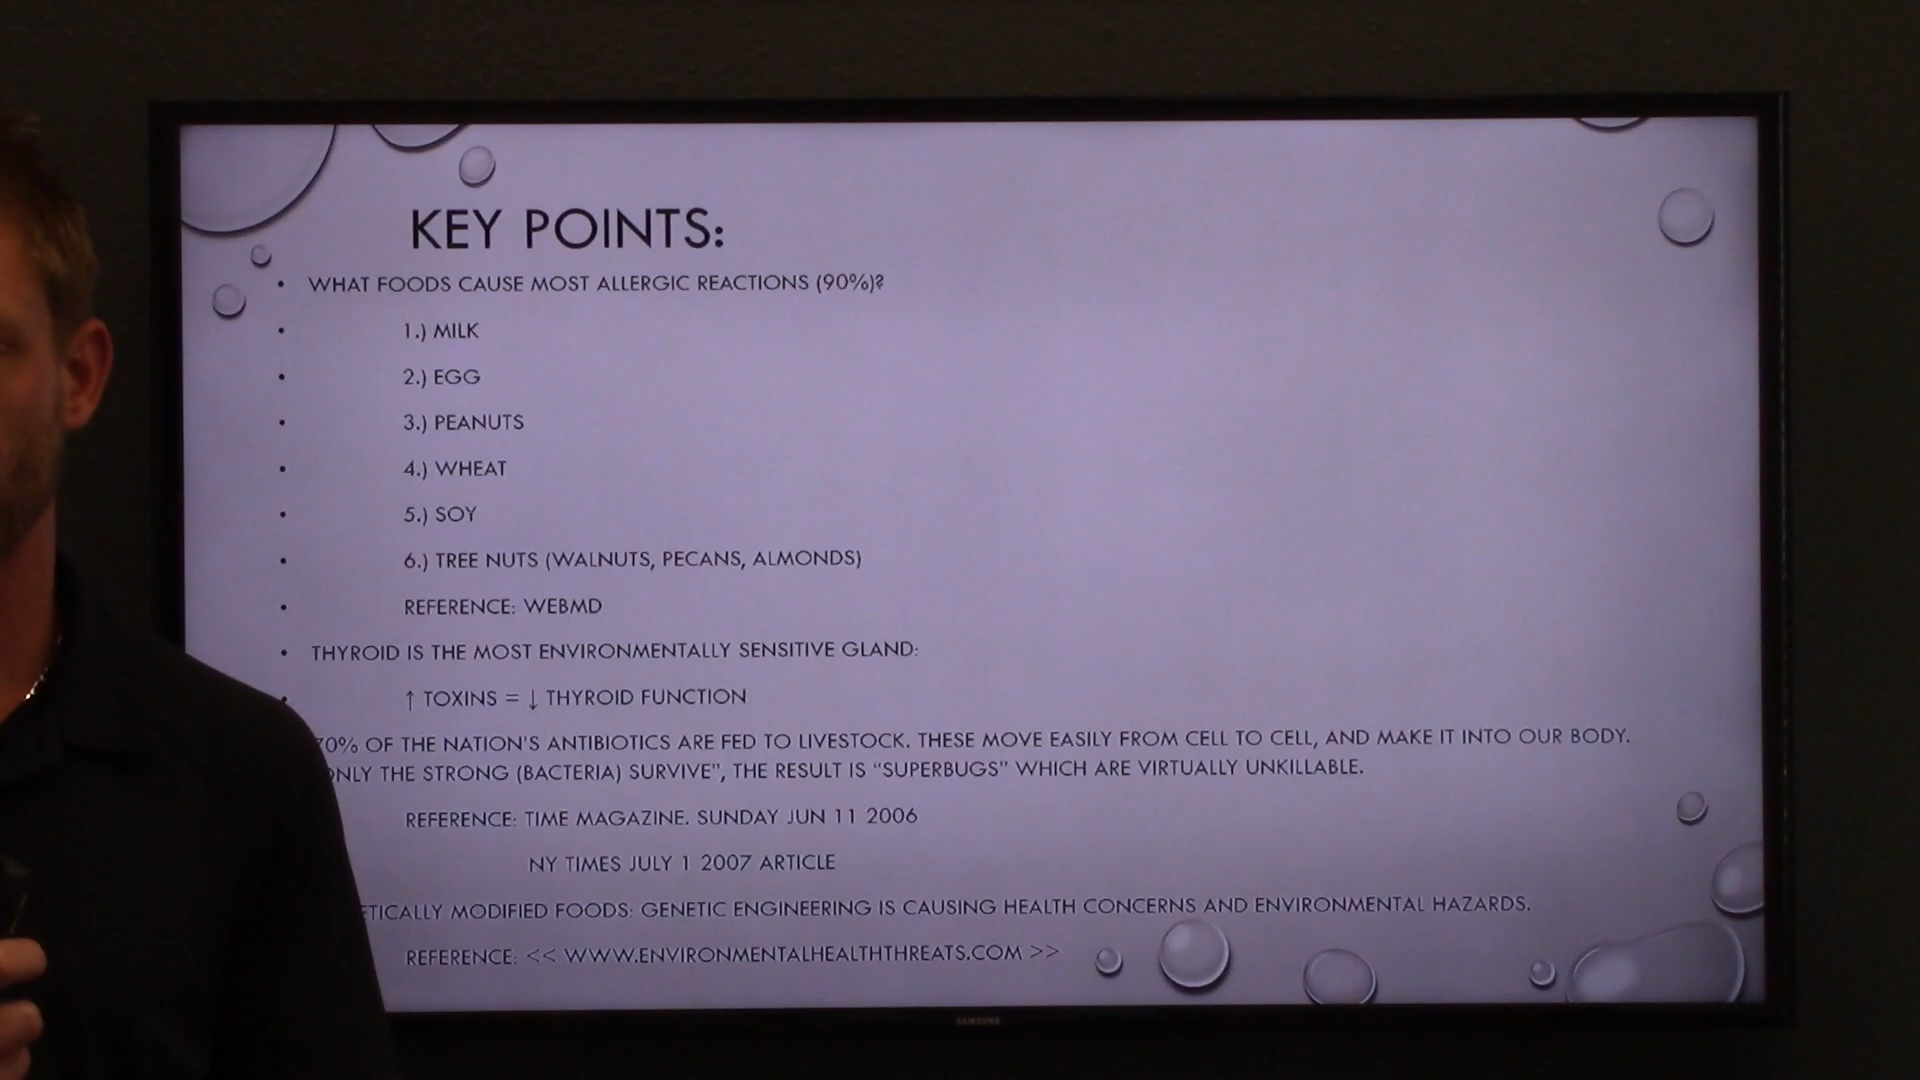 KEY POINTS:
• WHAT FOODS CAUSE MOST ALLERGIC REACTIONS (90%)?
• 1.) MILK
• 2.) EGG
• 3.) PEANUTS
• 4.) WHEAT
• 5.) SOY
• 6.) TREE NUTS (WALNUTS, PECANS, ALMONDS)
• REFERENCE: WEBMD
• THYROID IS THE MOST ENVIRONMENTALLY SENSITIVE GLAND:
• ↑ TOXINS = ↓ THYROID FUNCTION
70% OF THE NATION'S ANTIBIOTICS ARE FED TO LIVESTOCK. THESE MOVE EASILY FROM CELL TO CELL, AND MAKE IT INTO OUR BODY.
ONLY THE STRONG (BACTERIA) SURVIVE", THE RESULT IS "SUPERBUGS" WHICH ARE VIRTUALLY UNKILLABLE.
REFERENCE: TIME MAGAZINE. SUNDAY JUN 11 2006
NY TIMES JULY 1 2007 ARTICLE
ETICALLY MODIFIED FOODS: GENETIC ENGINEERING IS CAUSING HEALTH CONCERNS AND ENVIRONMENTAL HAZARDS.
REFERENCE: << WWW.ENVIRONMENTALHEALTHTHREATS.COM >>
SAMSUNG